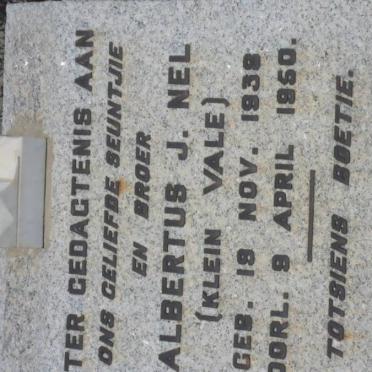 TER GEDAGTENIS AAN
ONS GELIEFDE SEUNTJIE
EN BROER
ALBERTUS J. NEL
(KLEIN VALE)
GEB. 19 NOV. 1938
OORL. 9 APRIL 1950.
TOTSIENS BOETIE.